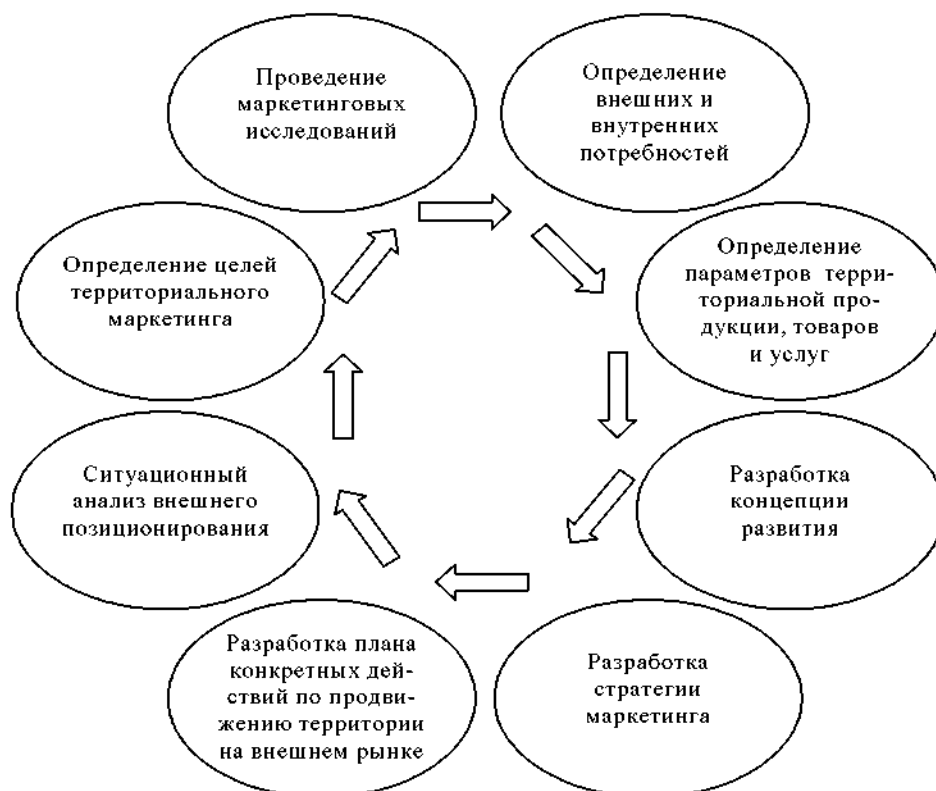 Проведение
маркетинговых
исследований
Определение
внешних и
внутренних
потребностей
Определение целей
территориального
маркетинга
Определение
параметров терри-
ториальной про-
дукции, товаров
и услуг
Ситуационный
анализ внешнего
позиционирования
Разработка
концепции
развития
Разработка плана
конкретных дей-
ствий по продви-
жению территории
на внешнем рынке
Разработка
стратегии
маркетинга